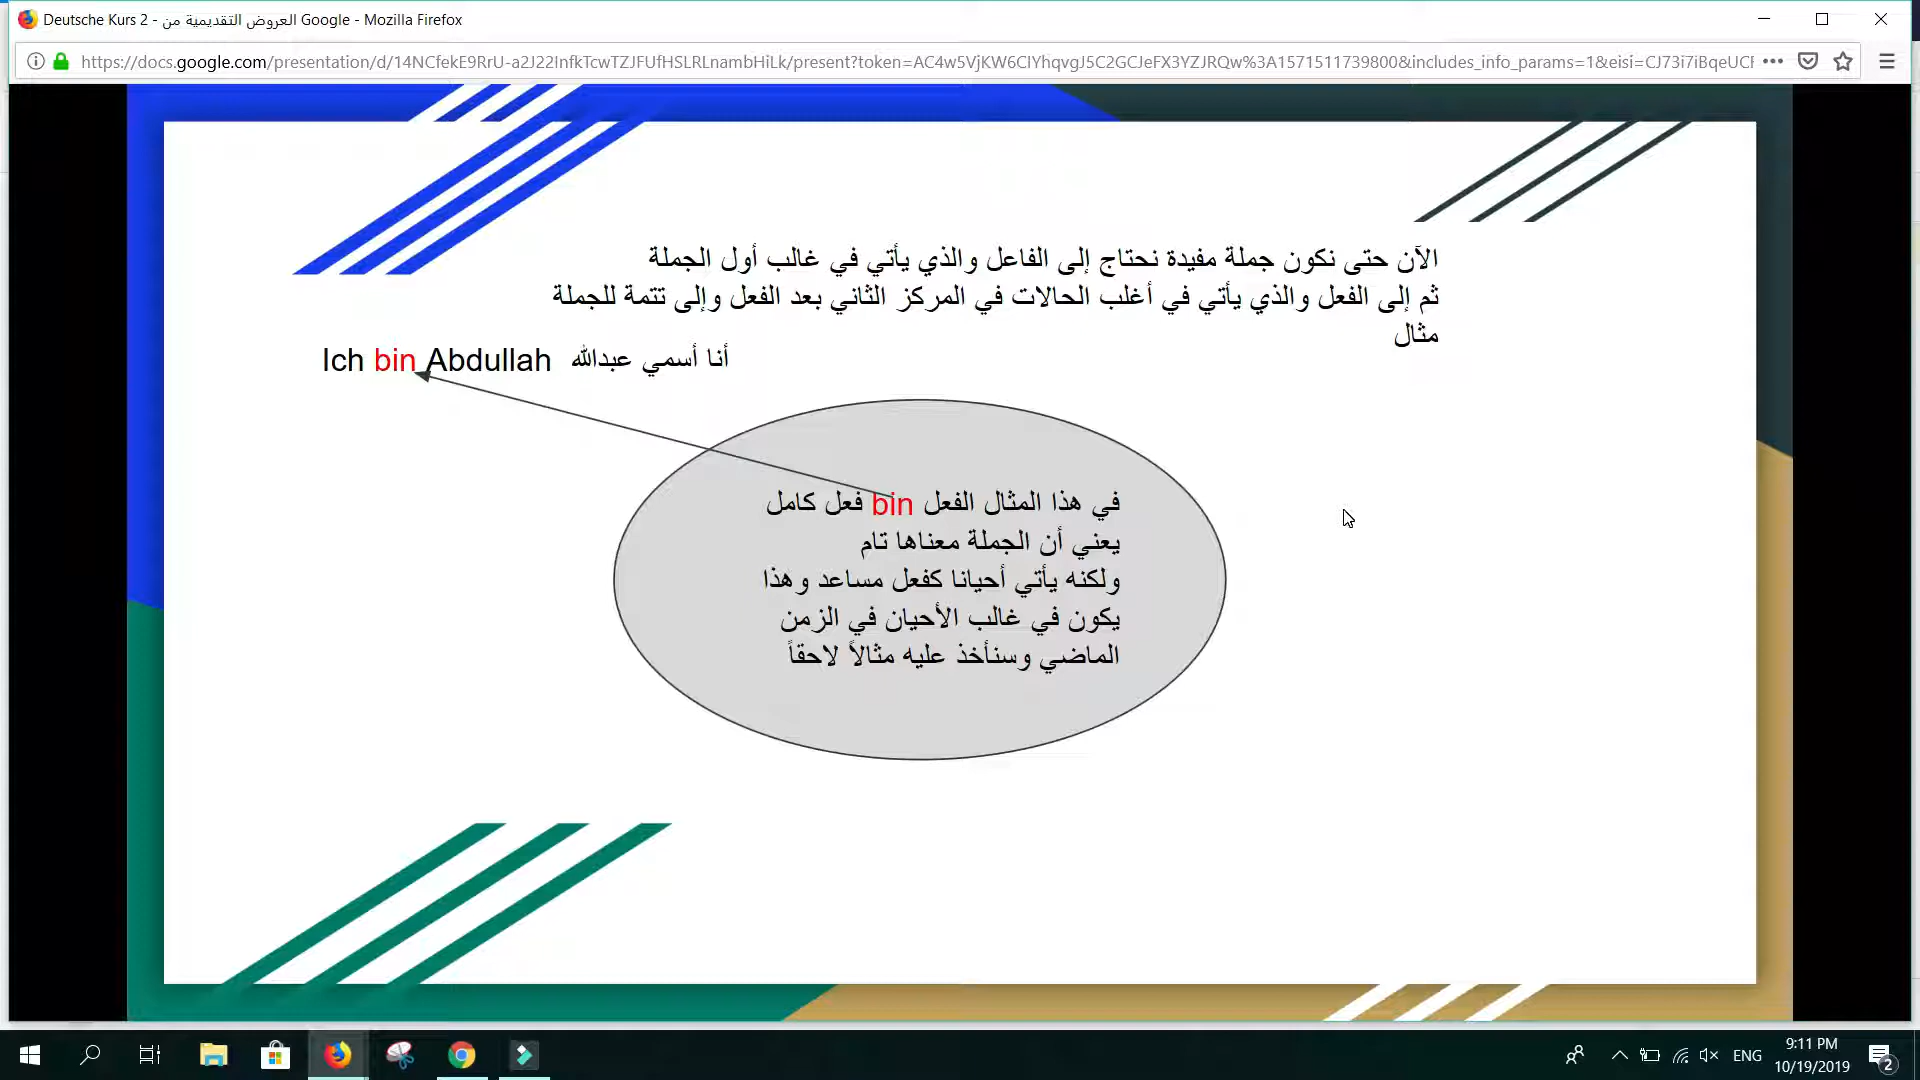 Deutsche Kurs 2 - العروض التقديمية من Google - Mozilla Firefox
https://docs.google.com/presentation/d/14NCfekE9RrU-a2J22InfkTcwTZJFUfHSLRLnambHiLk/present?token=AC4w5VjKW6CIYhqvgJ5C2GCJeFX3YZJRQw%3A1571511739800&includes_info_params=1&eisi=CJ73i7iBqeUCF
الآن حتى نكون جملة مفيدة نحتاج إلى الفاعل والذي يأتي في غالب أول الجملة
ثم إلى الفعل والذي يأتي في أغلب الحالات في المركز الثاني بعد الفعل وإلى تتمة للجملة
مثال
Ich bin Abdullah أنا أسمي عبدالله
في هذا المثال الفعل bin فعل كامل
يعني أن الجملة معناها تام
ولكنه يأتي أحيانا كفعل مساعد وهذا
يكون في غالب الأحيان في الزمن
الماضي وسنأخذ عليه مثالاً لاحقاً
ENG
9:11 PM
10/19/2019
2